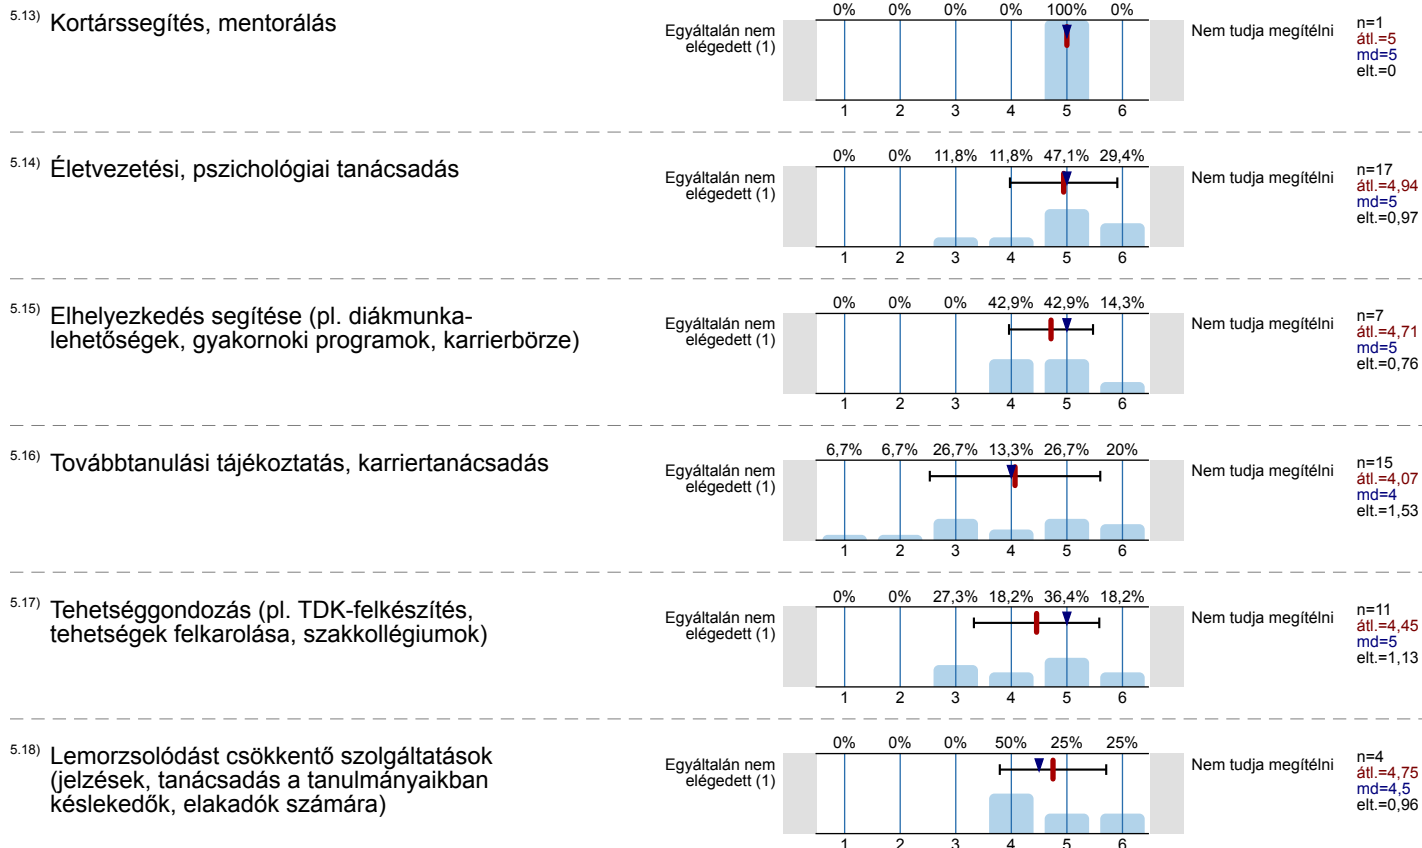 5.13) Kortárssegítés, mentorálás
Egyáltalán nem
elégedett (1)
0% 0% 0% 0% 100% 0%
1 2 3 4 5 6
Nem tudja megítélni
n=1
átl.=5
md=5
elt.=0
5.14) Életvezetési, pszichológiai tanácsadás
Egyáltalán nem
elégedett (1)
0% 0% 11,8% 11,8% 47,1% 29,4%
1 2 3 4 5 6
Nem tudja megítélni
n=17
átl.=4,94
md=5
elt.=0,97
5.15) Elhelyezkedés segítése (pl. diákmunka-
lehetőségek, gyakornoki programok, karrierbörze)
Egyáltalán nem
elégedett (1)
0% 0% 0% 42,9% 42,9% 14,3%
1 2 3 4 5 6
Nem tudja megítélni
n=7
átl.=4,71
md=5
elt.=0,76
5.16) Továbbtanulási tájékoztatás, karriertanácsadás
Egyáltalán nem
elégedett (1)
6,7% 6,7% 26,7% 13,3% 26,7% 20%
1 2 3 4 5 6
Nem tudja megítélni
n=15
átl.=4,07
md=4
elt.=1,53
5.17) Tehetséggondozás (pl. TDK-felkészítés,
tehetségek felkarolása, szakkollégiumok)
Egyáltalán nem
elégedett (1)
0% 0% 27,3% 18,2% 36,4% 18,2%
1 2 3 4 5 6
Nem tudja megítélni
n=11
átl.=4,45
md=5
elt.=1,13
5.18) Lemorzsolódást csökkentő szolgáltatások
(jelzések, tanácsadás a tanulmányaikban
késlekedők, elakadók számára)
Egyáltalán nem
elégedett (1)
0% 0% 0% 50% 25% 25%
1 2 3 4 5 6
Nem tudja megítélni
n=4
átl.=4,75
md=4,5
elt.=0,96